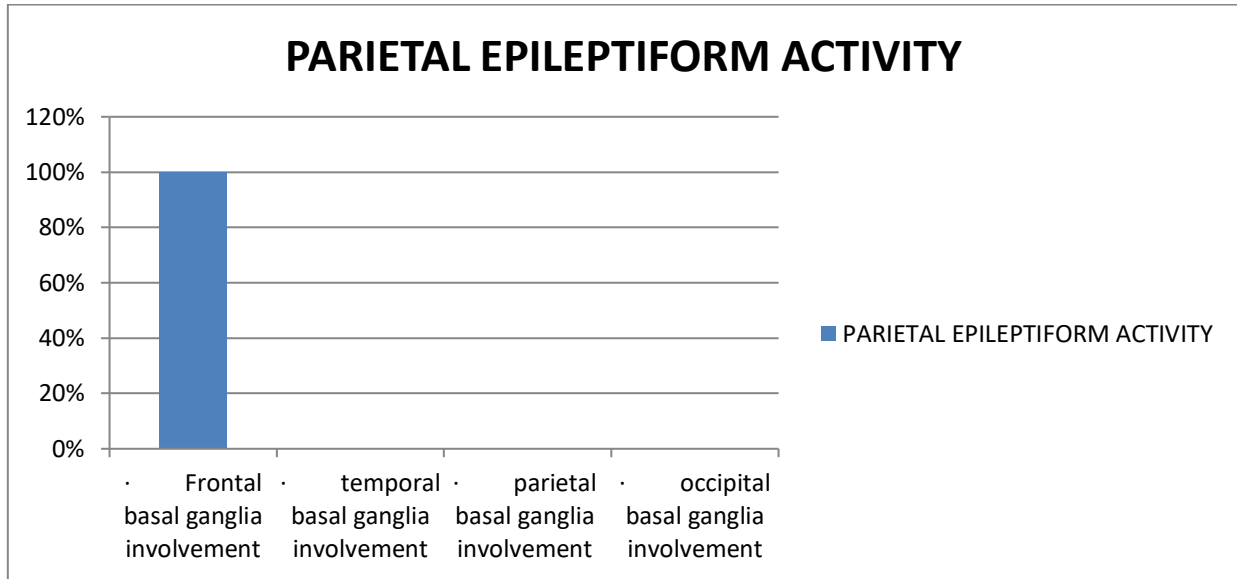 PARIETAL EPILEPTIFORM ACTIVITY
120%
100%
80%
60%
40%
20%
0%
· Frontal · temporal · parietal · occipital
basal ganglia basal ganglia basal ganglia basal ganglia
involvement involvement involvement involvement
PARIETAL EPILEPTIFORM ACTIVITY